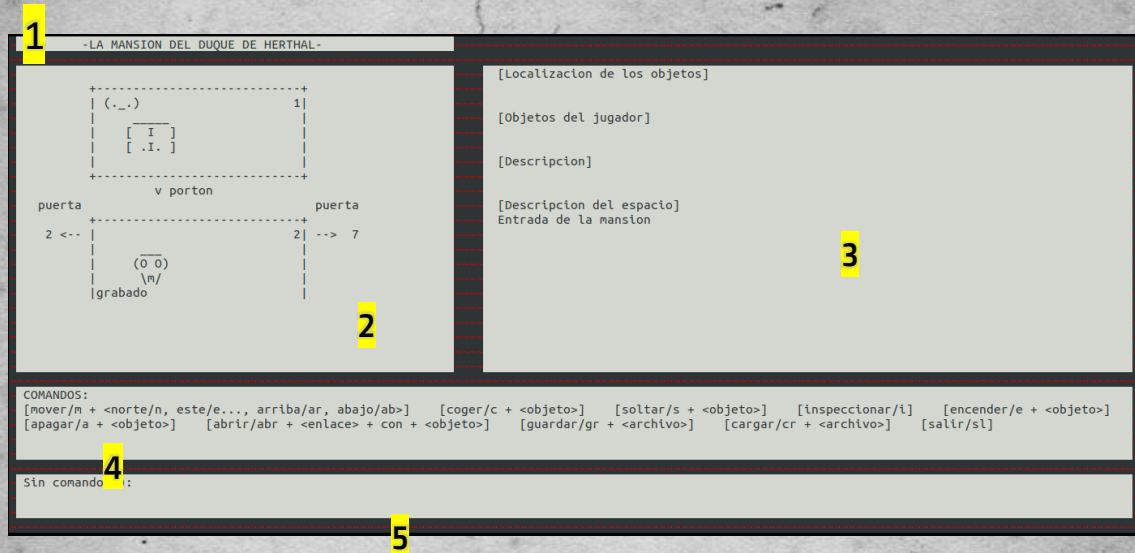 1
-LA MANSION DEL DUQUE DE HERTHAL-
+----------------------------+
| (._.)                     1|
|     _____                  |
|    [  I  ]                 |
|    [ .I. ]                 |
|                            |
+----------------------------+
v porton
puerta puerta
+----------------------------+
2 <-- |                           2| --> 7
|      ___                   |
|     (O O)                  |
|      \m/                   |
|grabado                     |
2
[Localizacion de los objetos]
[Objetos del jugador]
[Descripcion]
[Descripcion del espacio]
Entrada de la mansion
3
COMANDOS:
[mover/m + <norte/n, este/e..., arriba/ar, abajo/ab>] [coger/c + <objeto>] [soltar/s + <objeto>] [inspeccionar/i] [encender/e + <objeto>]
[apagar/a + <objeto>] [abrir/abr + <enlace> + con + <objeto>] [guardar/gr + <archivo>] [cargar/cr + <archivo>] [salir/sl]
4
Sin comando :
5